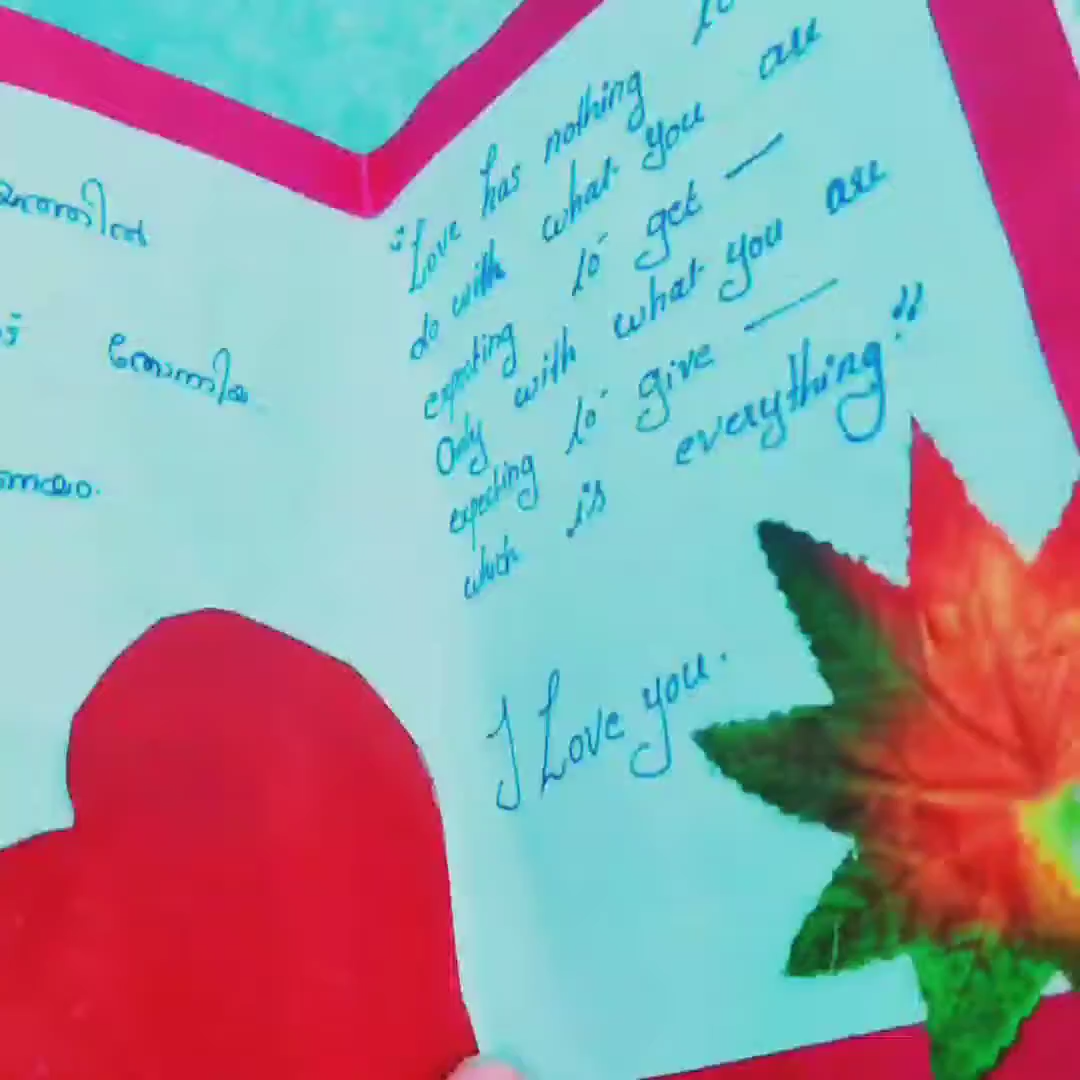 തോന്നിയ
"Love has nothing to
do with what you are
expecting to get —
Only with what you are
expecting to give —
which is everything"
I Love you.